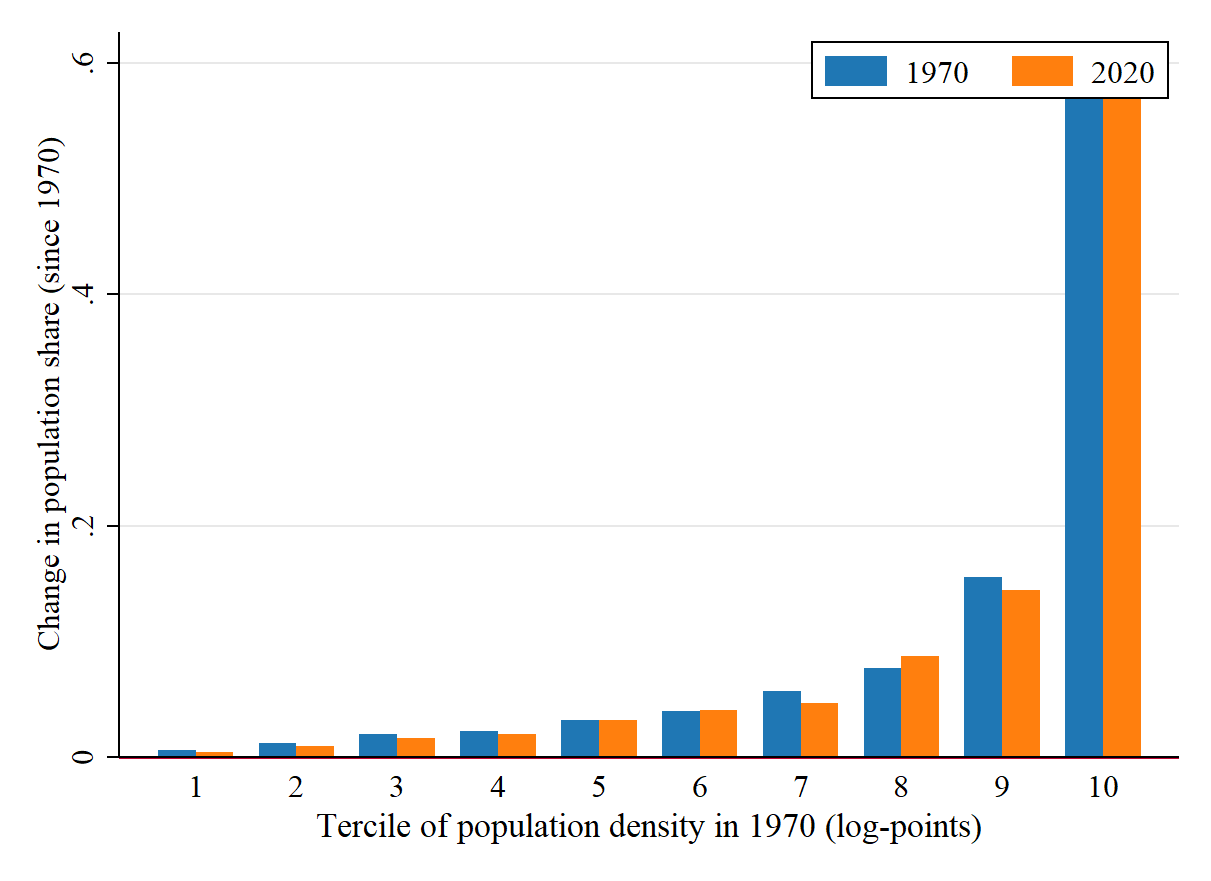 1970 2020
.6
.4
.2
0
Change in population share (since 1970)
1 2 3 4 5 6 7 8 9 10
Tercile of population density in 1970 (log-points)